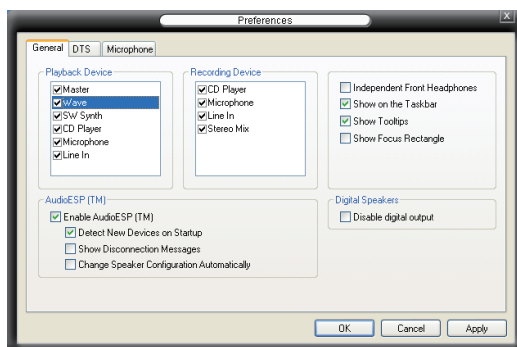 Preferences
X
General DTS Microphone
Playback Device
Master
Wave
SW Synth
CD Player
Microphone
Line In
Recording Device
CD Player
Microphone
Line In
Stereo Mix
Independent Front Headphones
Show on the Taskbar
Show Tooltips
Show Focus Rectangle
AudioESP (TM)
Enable AudioESP (TM)
Detect New Devices on Startup
Show Disconnection Messages
Change Speaker Configuration Automatically
Digital Speakers
Disable digital output
OK Cancel Apply